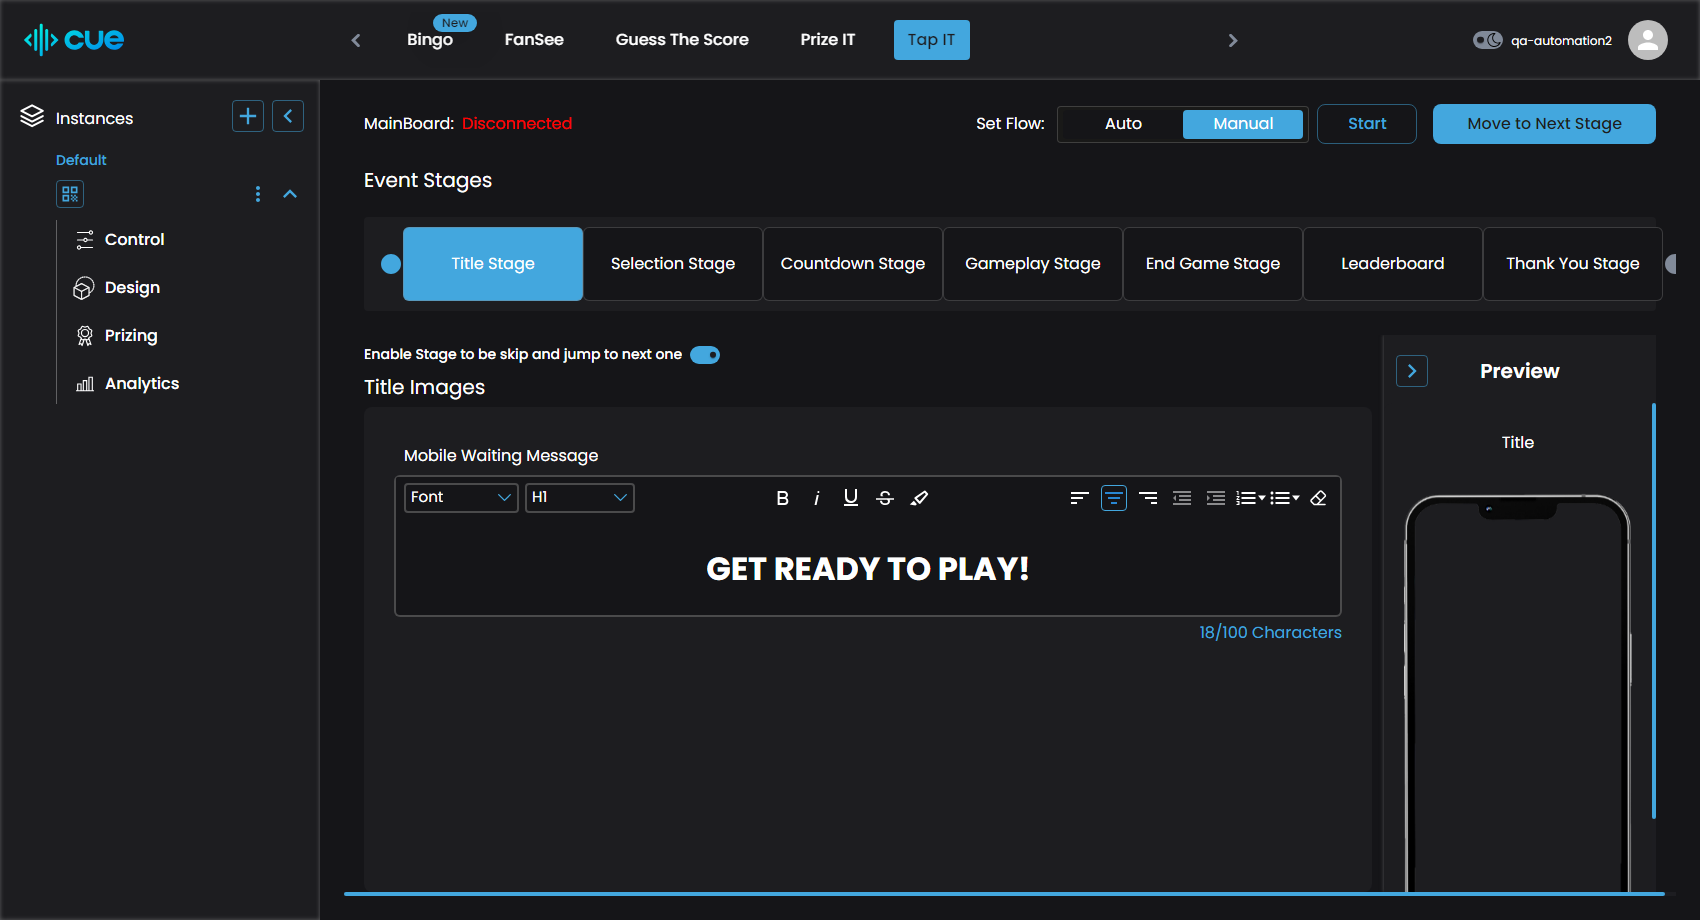 cue
New
Bingo
FanSee
Guess The Score
Prize IT
Tap IT
qa-automation2
Instances
Default
Control
Design
Prizing
Analytics
MainBoard: Disconnected
Set Flow:
Auto
Manual
Start
Move to Next Stage
Event Stages
Title Stage
Selection Stage
Countdown Stage
Gameplay Stage
End Game Stage
Leaderboard
Thank You Stage
Enable Stage to be skip and jump to next one
Title Images
Mobile Waiting Message
Font
H1
B
i
U
S
GET READY TO PLAY!
18/100 Characters
Preview
Title